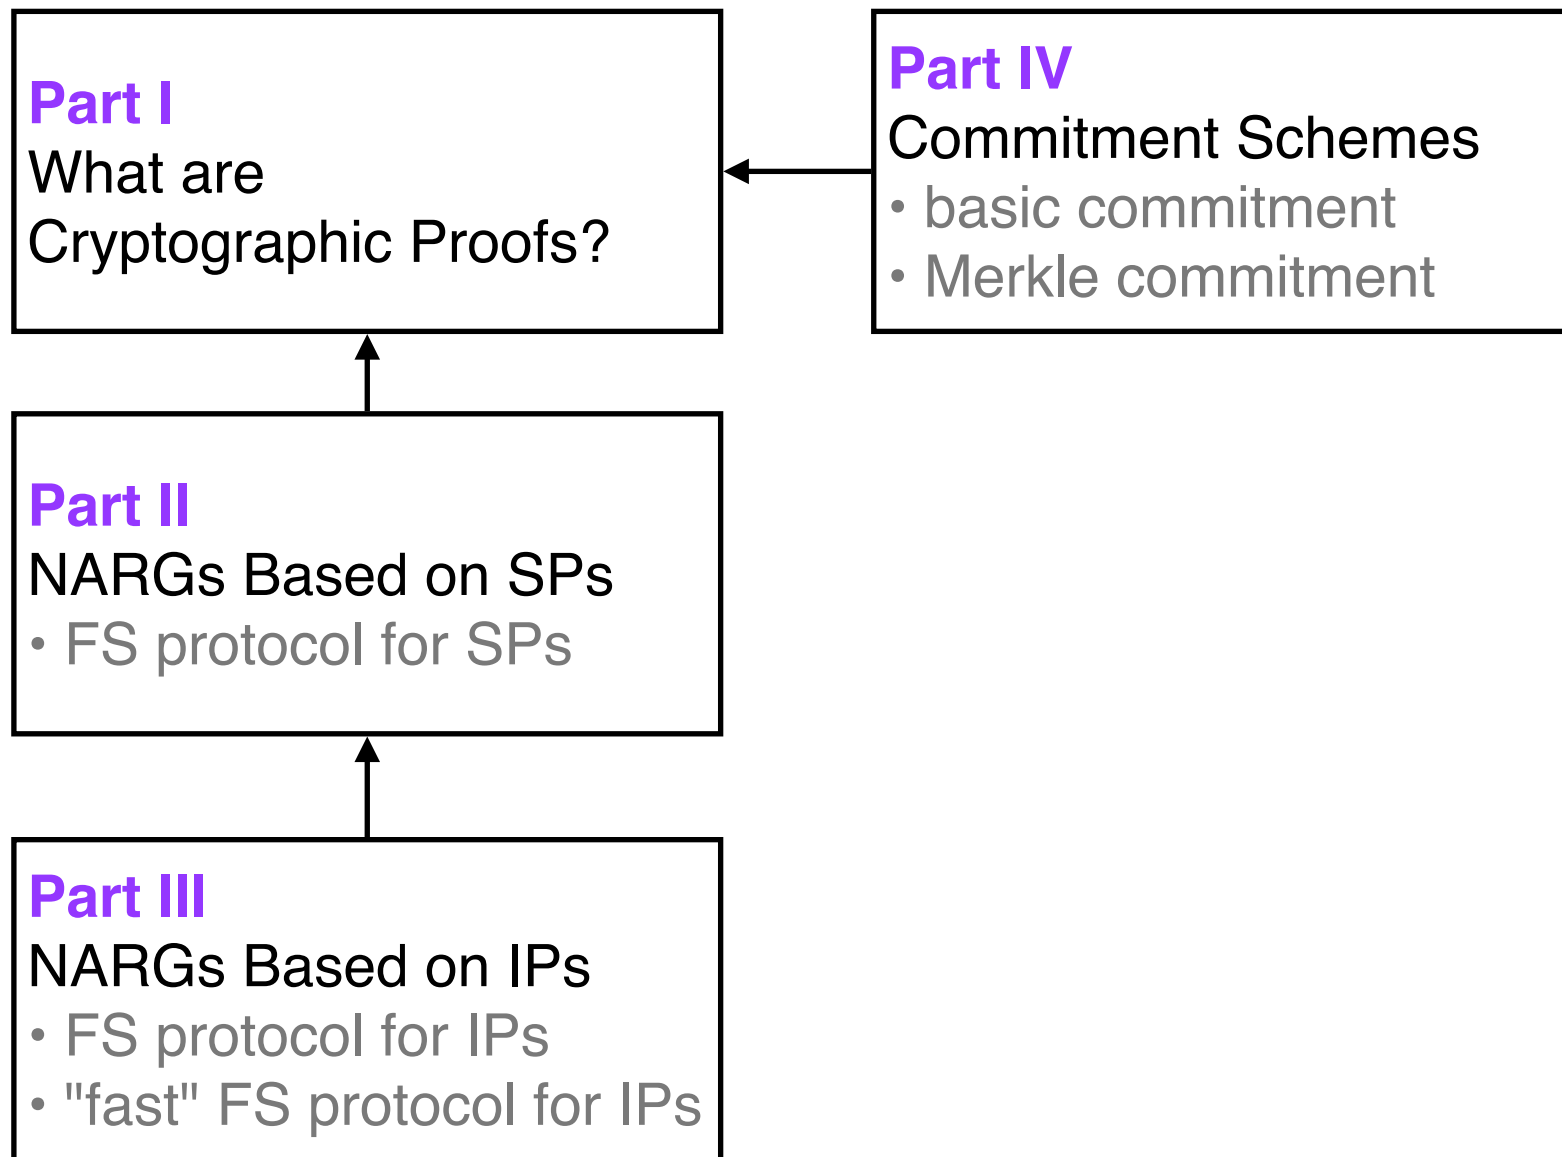 Part I
What are
Cryptographic Proofs?
Part IV
Commitment Schemes
• basic commitment
• Merkle commitment
Part II
NARGs Based on SPs
• FS protocol for SPs
Part III
NARGs Based on IPs
• FS protocol for IPs
• "fast" FS protocol for IPs